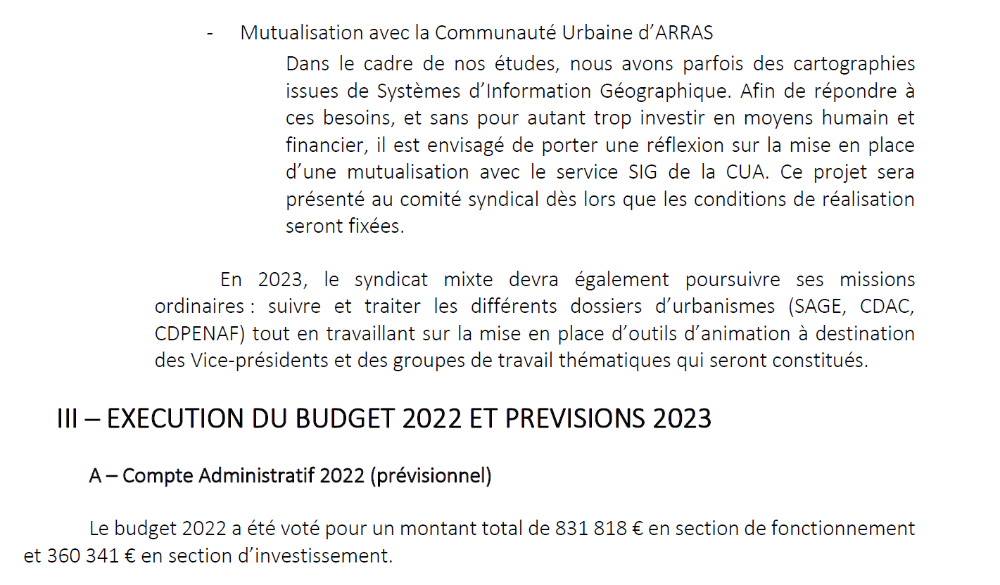 - Mutualisation avec la Communauté Urbaine d’ARRAS
Dans le cadre de nos études, nous avons parfois des cartographies
issues de Systèmes d’Information Géographique. Afin de répondre à
ces besoins, et sans pour autant trop investir en moyens humain et
financier, il est envisagé de porter une réflexion sur la mise en place
d’une mutualisation avec le service SIG de la CUA. Ce projet sera
présenté au comité syndical dès lors que les conditions de réalisation
seront fixées.
En 2023, le syndicat mixte devra également poursuivre ses missions
ordinaires : suivre et traiter les différents dossiers d’urbanismes (SAGE, CDAC,
CDPENAF) tout en travaillant sur la mise en place d’outils d’animation à destination
des Vice-présidents et des groupes de travail thématiques qui seront constitués.
III – EXECUTION DU BUDGET 2022 ET PREVISIONS 2023
A – Compte Administratif 2022 (prévisionnel)
Le budget 2022 a été voté pour un montant total de 831 818 € en section de fonctionnement
et 360 341 € en section d’investissement.